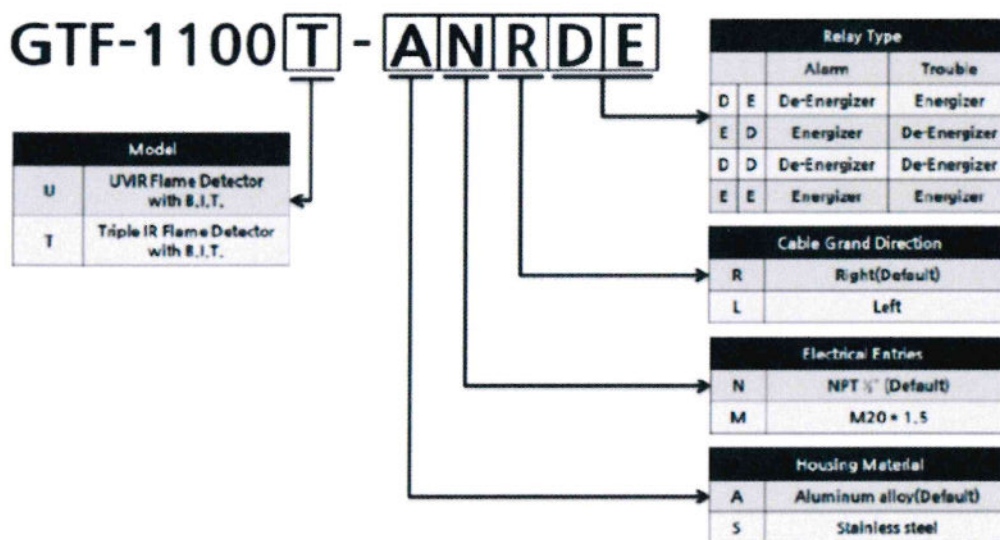 GTF-1100T-ANRDE
Relay Type
Alarm Trouble
D E De-Energizer Energizer
E D Energizer De-Energizer
D D De-Energizer De-Energizer
E E Energizer Energizer
Model
U UVIR Flame Detector
with B.I.T.
T Triple IR Flame Detector
with B.I.T.
Cable Grand Direction
R Right(Default)
L Left
Electrical Entries
N NPT (Default)
M M20 * 1.5
Housing Material
A Aluminum alloy(Default)
S Stainless steel